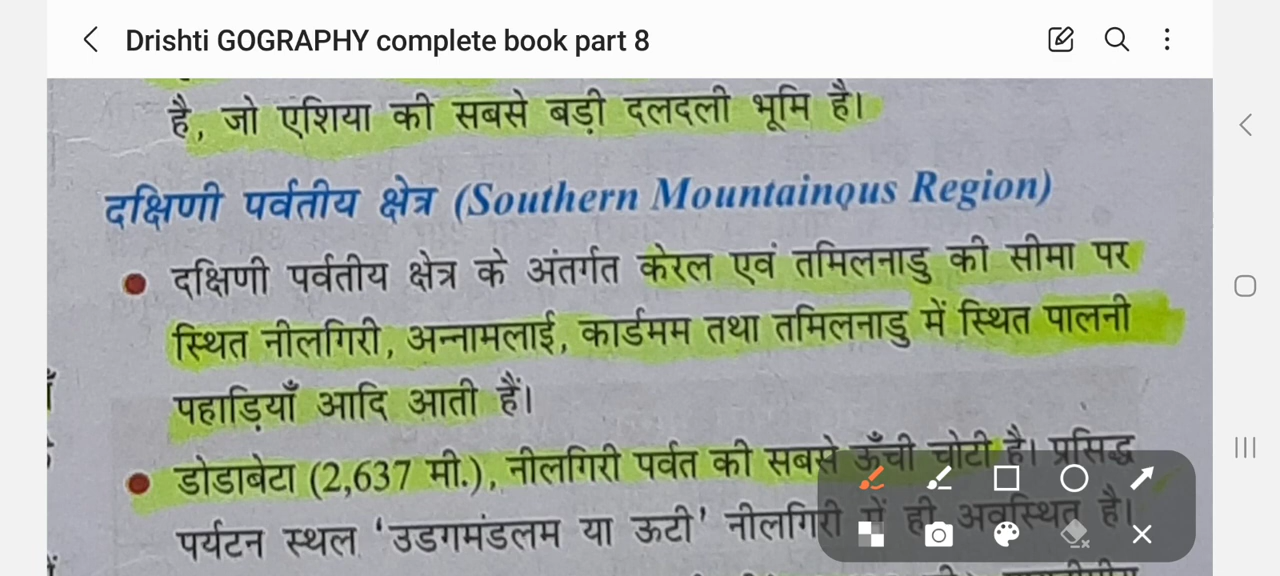 Drishti GOGRAPHY complete book part 8
है, जो एशिया की सबसे बड़ी दलदली भूमि है।
दक्षिणी पर्वतीय क्षेत्र (Southern Mountainous Region)
दक्षिणी पर्वतीय क्षेत्र के अंतर्गत केरल एवं तमिलनाडु की सीमा पर
स्थित नीलगिरी, अन्नामलाई, कार्डमम तथा तमिलनाडु में स्थित पालनी
पहाड़ियाँ आदि आती हैं।
डोडाबेटा (2,637 मी.), नीलगिरी पर्वत की सबसे ऊँची चोटी है। प्रसिद्ध
पर्यटन स्थल 'उडगमंडलम या ऊटी' नीलगिरी में ही अवस्थित है।